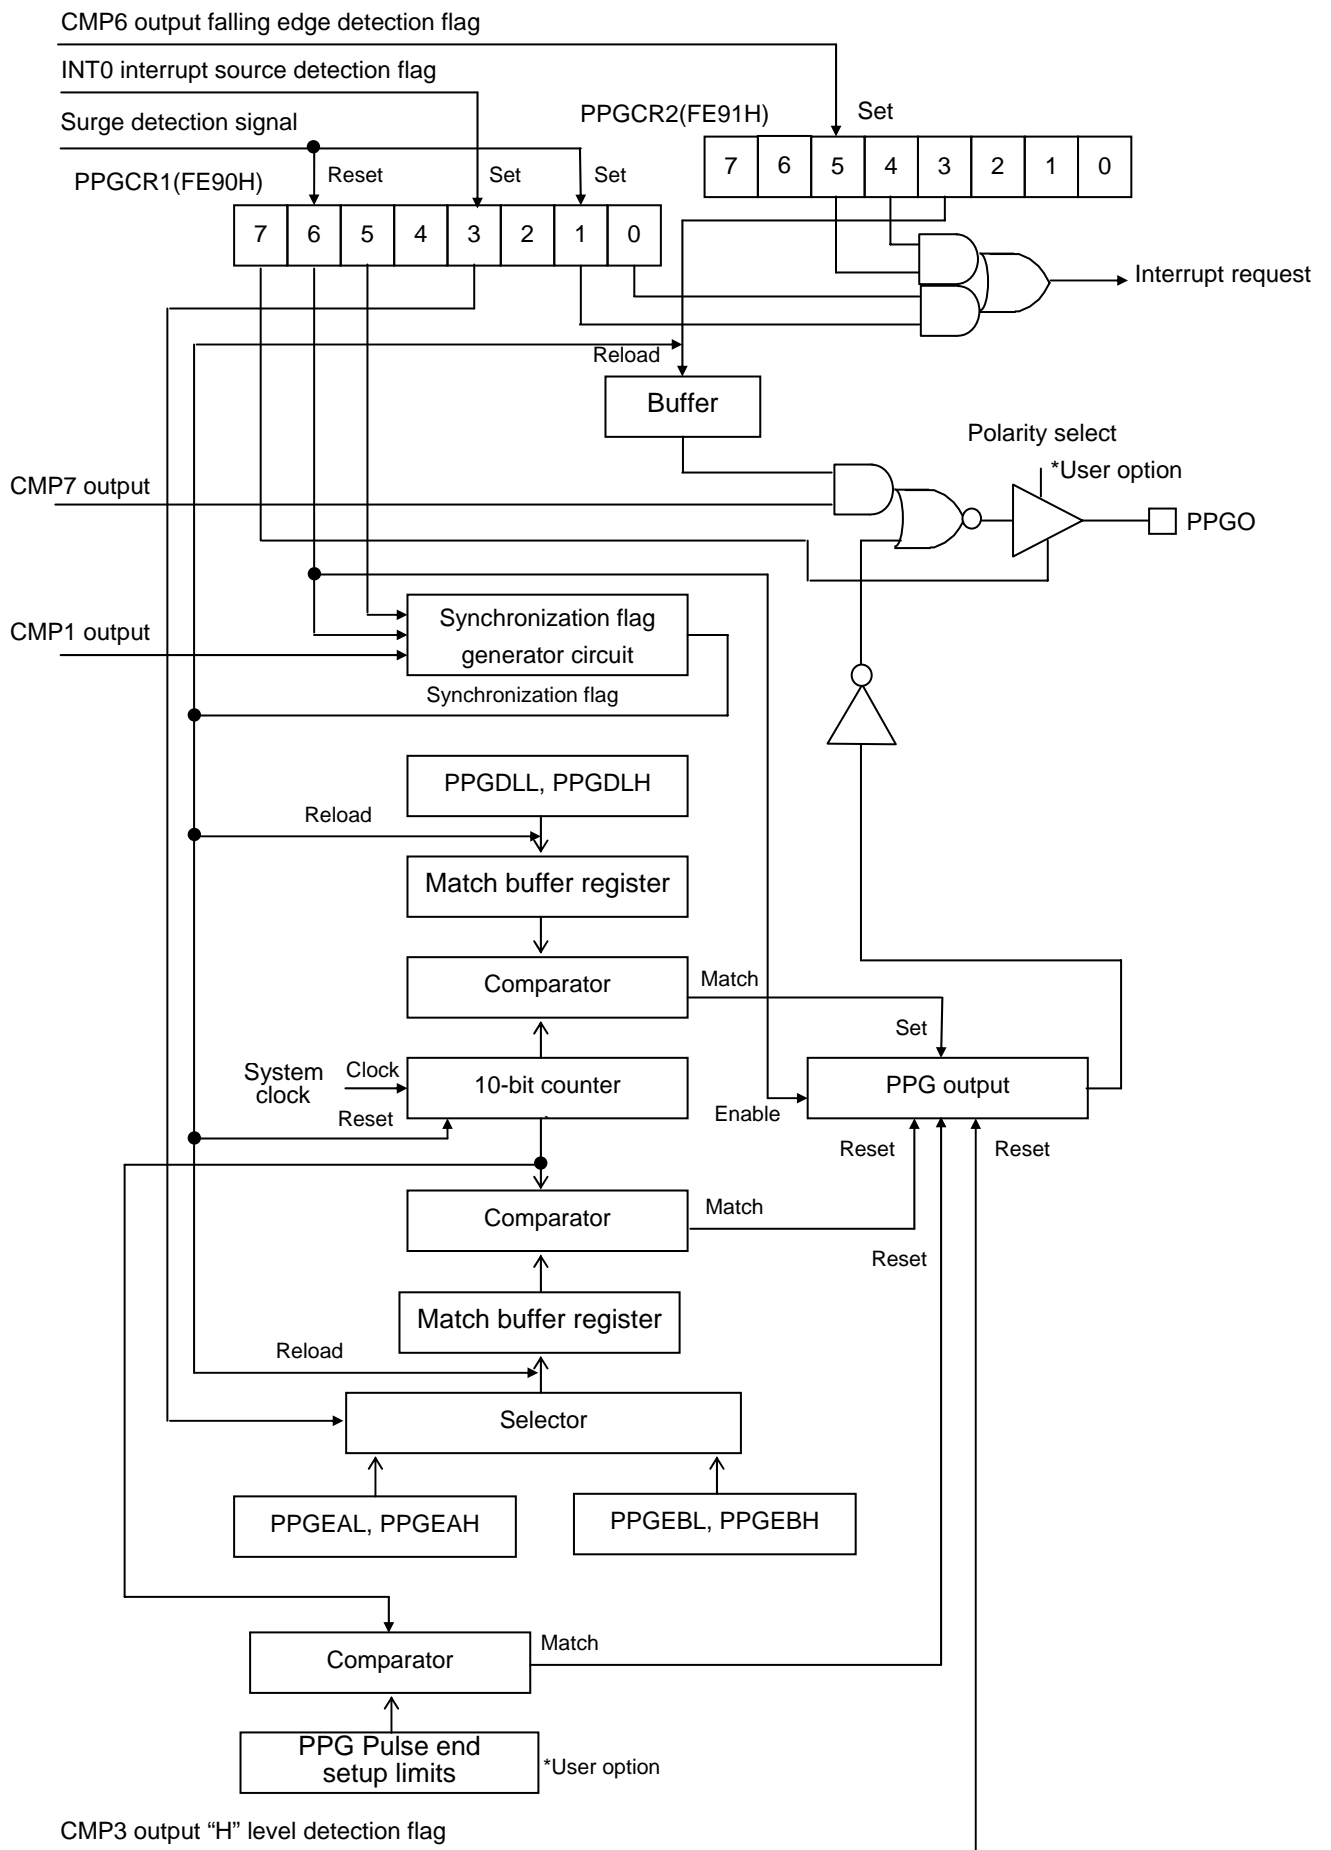 CMP6 output falling edge detection flag
INT0 interrupt source detection flag
Surge detection signal
PPGCR2(FE91H)
Set
7 6 5 4 3 2 1 0
PPGCR1(FE90H)
Reset
Set
Set
7 6 5 4 3 2 1 0
Interrupt request
Reload
Buffer
Polarity select
*User option
CMP7 output
PPGO
CMP1 output
Synchronization flag
generator circuit
Synchronization flag
PPGDLL, PPGDLH
Reload
Match buffer register
Comparator
Match
Set
System
clock
Clock
10-bit counter
PPG output
Reset
Enable
Reset
Reset
Comparator
Match
Reset
Match buffer register
Reload
Selector
PPGEAL, PPGEAH
PPGEBL, PPGEBH
Comparator
Match
PPG Pulse end
setup limits
*User option
CMP3 output “H” level detection flag